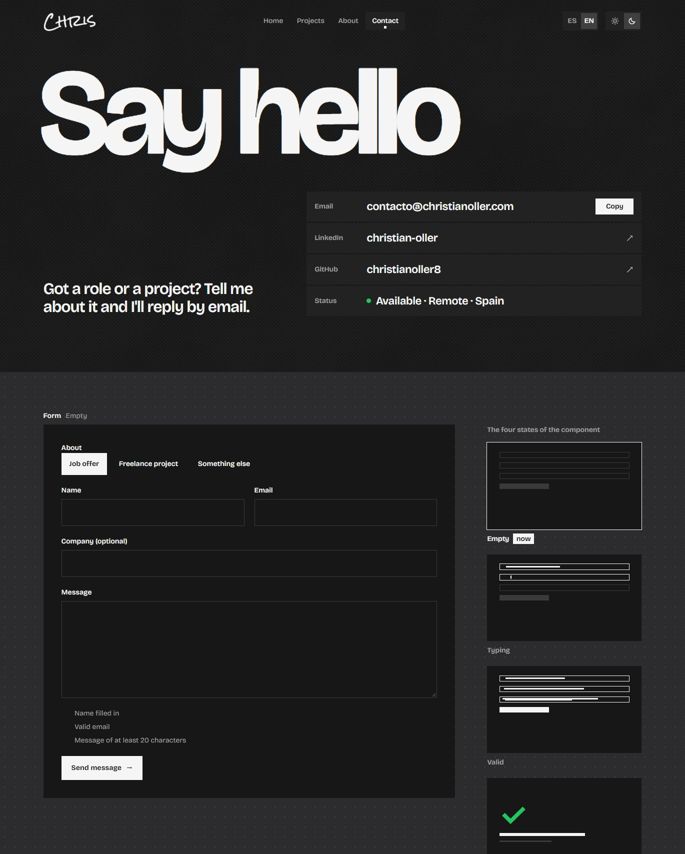 CHRIS
Home Projects About Contact
ES EN
Say hello
Email contacto@christianoller.com Copy
LinkedIn christian-oller ↗
GitHub christianoller8 ↗
Status Available · Remote · Spain
Got a role or a project? Tell me
about it and I'll reply by email.
Form Empty
About
Job offer Freelance project Something else
Name Email
Company (optional)
Message
Name filled in
Valid email
Message of at least 20 characters
Send message →
The four states of the component
Empty now
Typing
Valid